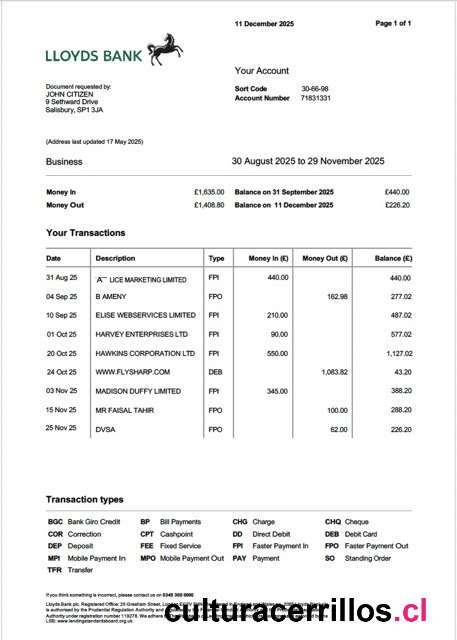 11 December 2025 Page 1 of 1
LLOYDS BANK
Your Account
Document requested by:
JOHN CITIZEN
9 Sethward Drive
Salisbury, SP1 3JA
Sort Code 30-66-98
Account Number 71831331
(Address last updated 17 May 2025)
Business 30 August 2025 to 29 November 2025
Money In £1,635.00 Balance on 31 September 2025 £440.00
Money Out £1,408.80 Balance on 11 December 2025 £226.20
Your Transactions
Date Description Type Money In (£) Money Out (£) Balance (£)
31 Aug 25 A LICE MARKETING LIMITED FPI 440.00 440.00
04 Sep 25 B AMENY FPO 162.98 277.02
10 Sep 25 ELISE WEBSERVICES LIMITED FPI 210.00 487.02
01 Oct 25 HARVEY ENTERPRISES LTD FPI 90.00 577.02
20 Oct 25 HAWKINS CORPORATION LTD FPI 550.00 1,127.02
24 Oct 25 WWW.FLYSHARP.COM DEB 1,083.82 43.20
03 Nov 25 MADISON DUFFY LIMITED FPI 345.00 388.20
15 Nov 25 MR FAISAL TAHIR FPO 100.00 288.20
25 Nov 25 DVSA FPO 62.00 226.20
Transaction types
BGC Bank Giro Credit BP Bill Payments CHG Charge CHQ Cheque
COR Correction CPT Cashpoint DD Direct Debit DEB Debit Card
DEP Deposit FEE Fixed Service FPI Faster Payment In FPO Faster Payment Out
MPI Mobile Payment In MPO Mobile Payment Out PAY Payment SO Standing Order
TFR Transfer
If you think something is incorrect, please contact us on 0345 300 0000
Lloyds Bank plc. Registered Office: 25 Gresham Street, London
is authorised by the Prudential Regulation Authority and
Authority under registration number 119278. We adhere
LSB: www.lendingstandardsboard.org.uk
culturacerrillos.cl